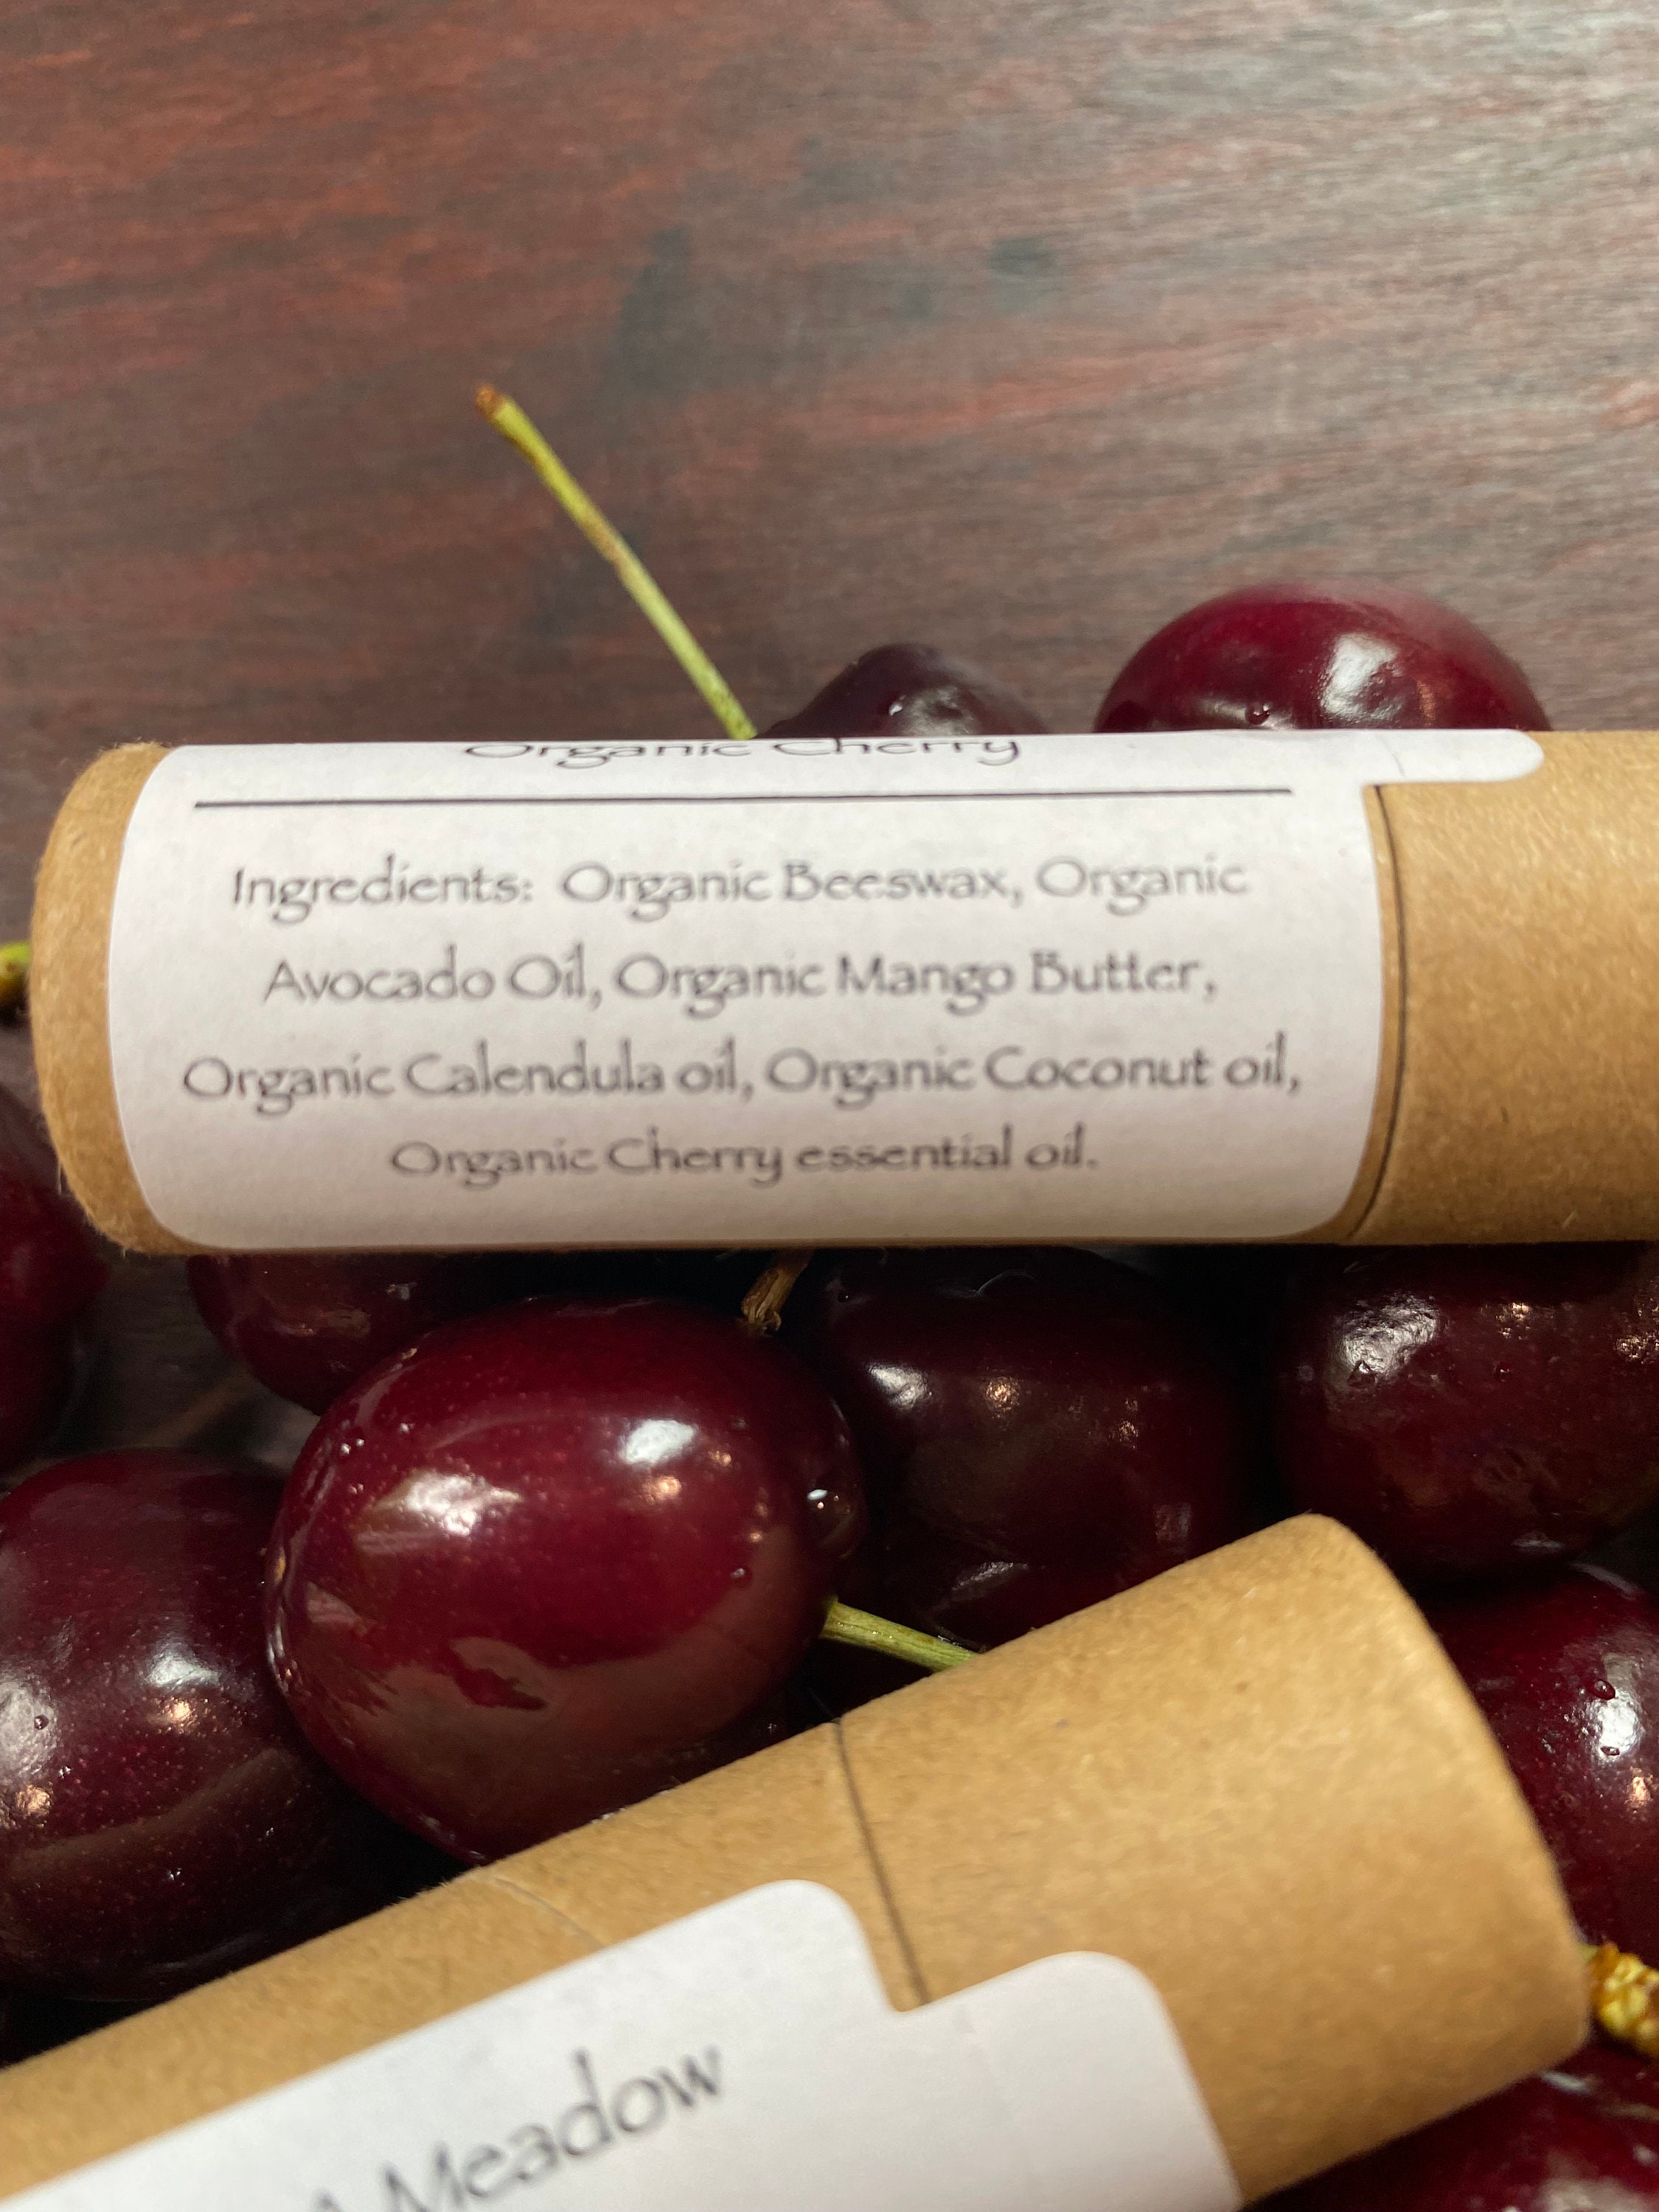 Organic Cherry
Ingredients: Organic Beeswax, Organic
Avocado Oil, Organic Mango Butter,
Organic Calendula oil, Organic Coconut oil,
Organic Cherry essential oil.
A Meadow